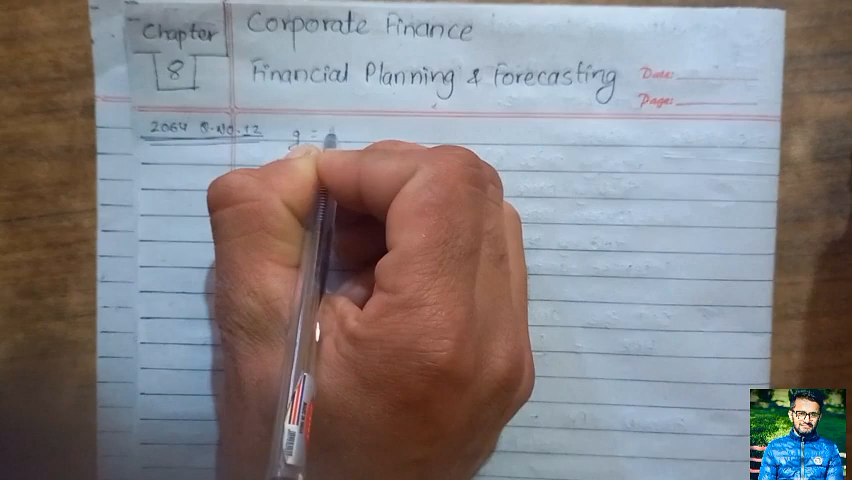 Chapter
8
Corporate Finance
Financial Planning & Forecasting
Date:
Page:
2064 Q.No.12
g =